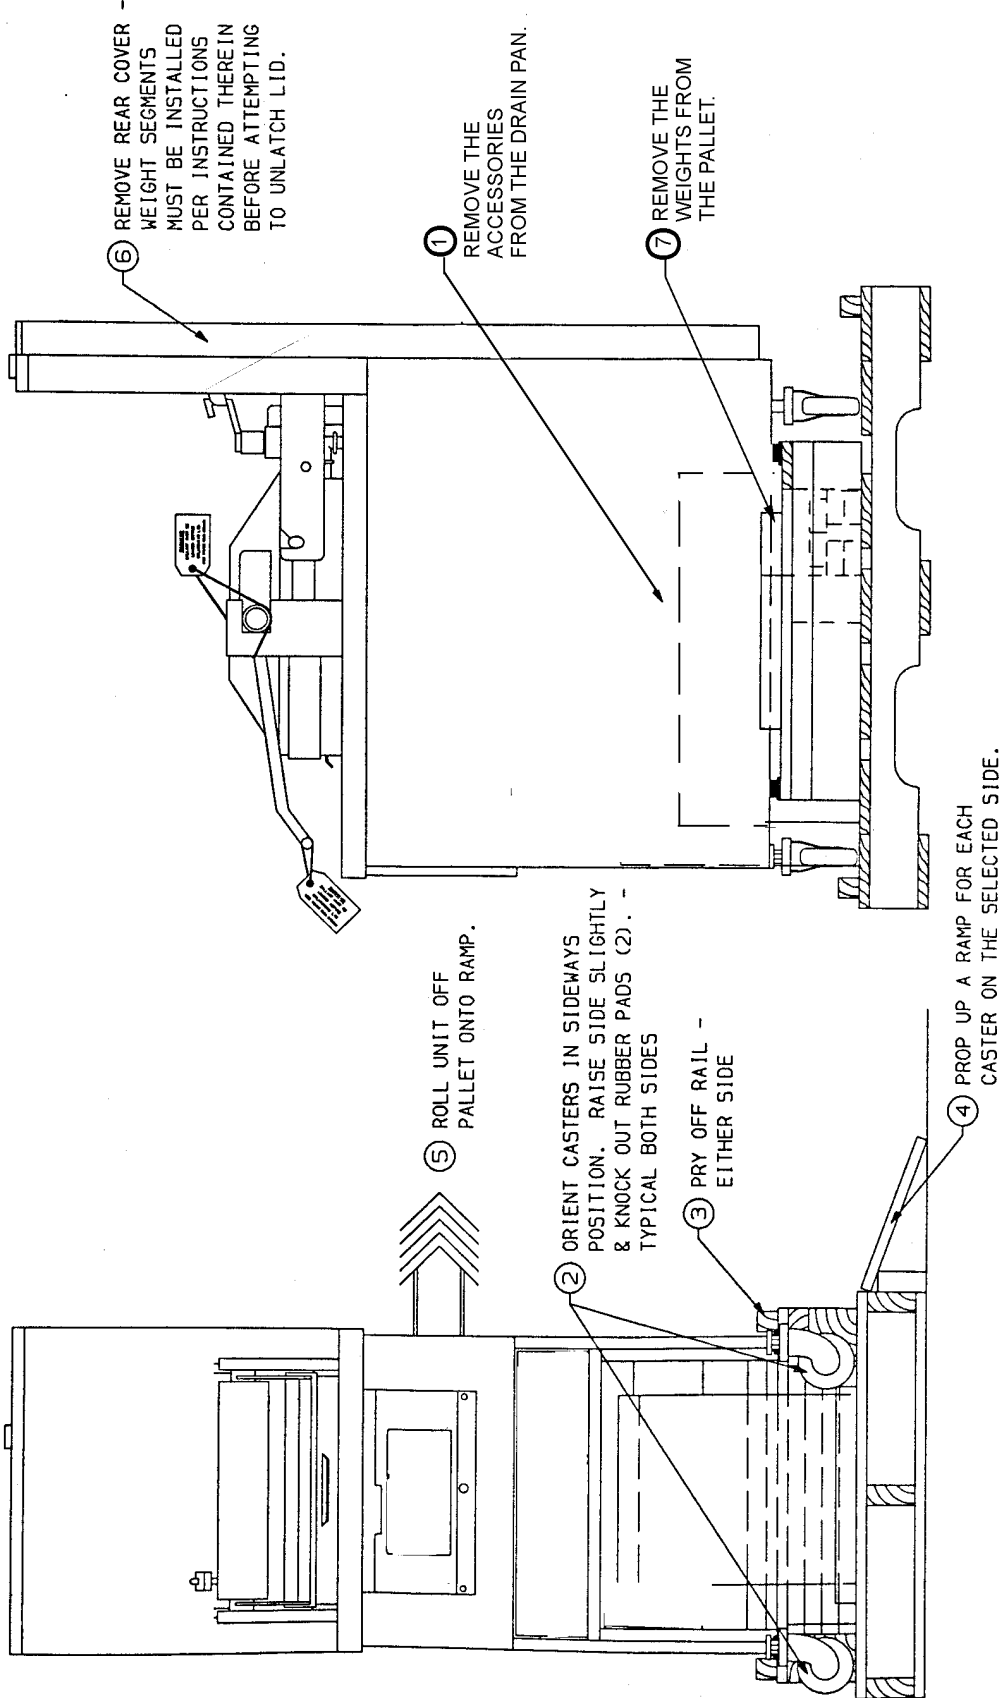 6 REMOVE REAR COVER -
WEIGHT SEGMENTS
MUST BE INSTALLED
PER INSTRUCTIONS
CONTAINED THEREIN
BEFORE ATTEMPTING
TO UNLATCH LID.
1 REMOVE THE
ACCESSORIES
FROM THE DRAIN PAN.
7 REMOVE THE
WEIGHTS FROM
THE PALLET.
5 ROLL UNIT OFF
PALLET ONTO RAMP.
2 ORIENT CASTERS IN SIDEWAYS
POSITION. RAISE SIDE SLIGHTLY
& KNOCK OUT RUBBER PADS (2). -
TYPICAL BOTH SIDES
3 PRY OFF RAIL -
EITHER SIDE
4 PROP UP A RAMP FOR EACH
CASTER ON THE SELECTED SIDE.